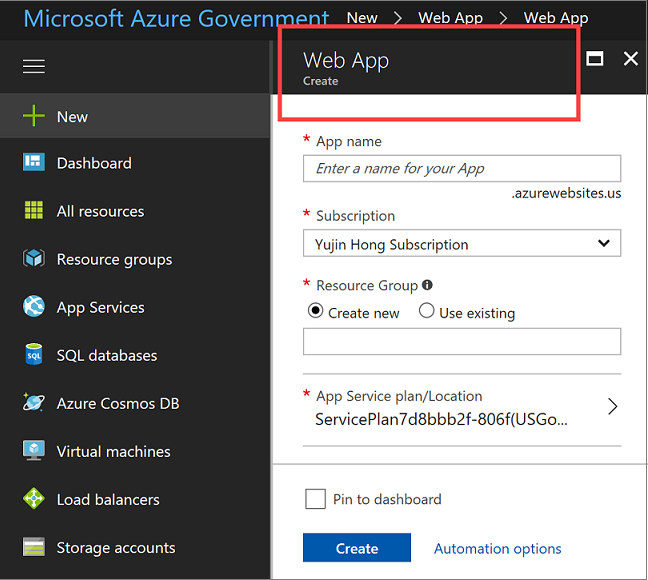 Microsoft Azure Government New > Web App > Web App
Web App
Create
New
Dashboard
All resources
Resource groups
App Services
SQL databases
Azure Cosmos DB
Virtual machines
Load balancers
Storage accounts
* App name
Enter a name for your App
.azurewebsites.us
* Subscription
Yujin Hong Subscription
* Resource Group
Create new Use existing
* App Service plan/Location
ServicePlan7d8bbb2f-806f(USGo...
Pin to dashboard
Create Automation options